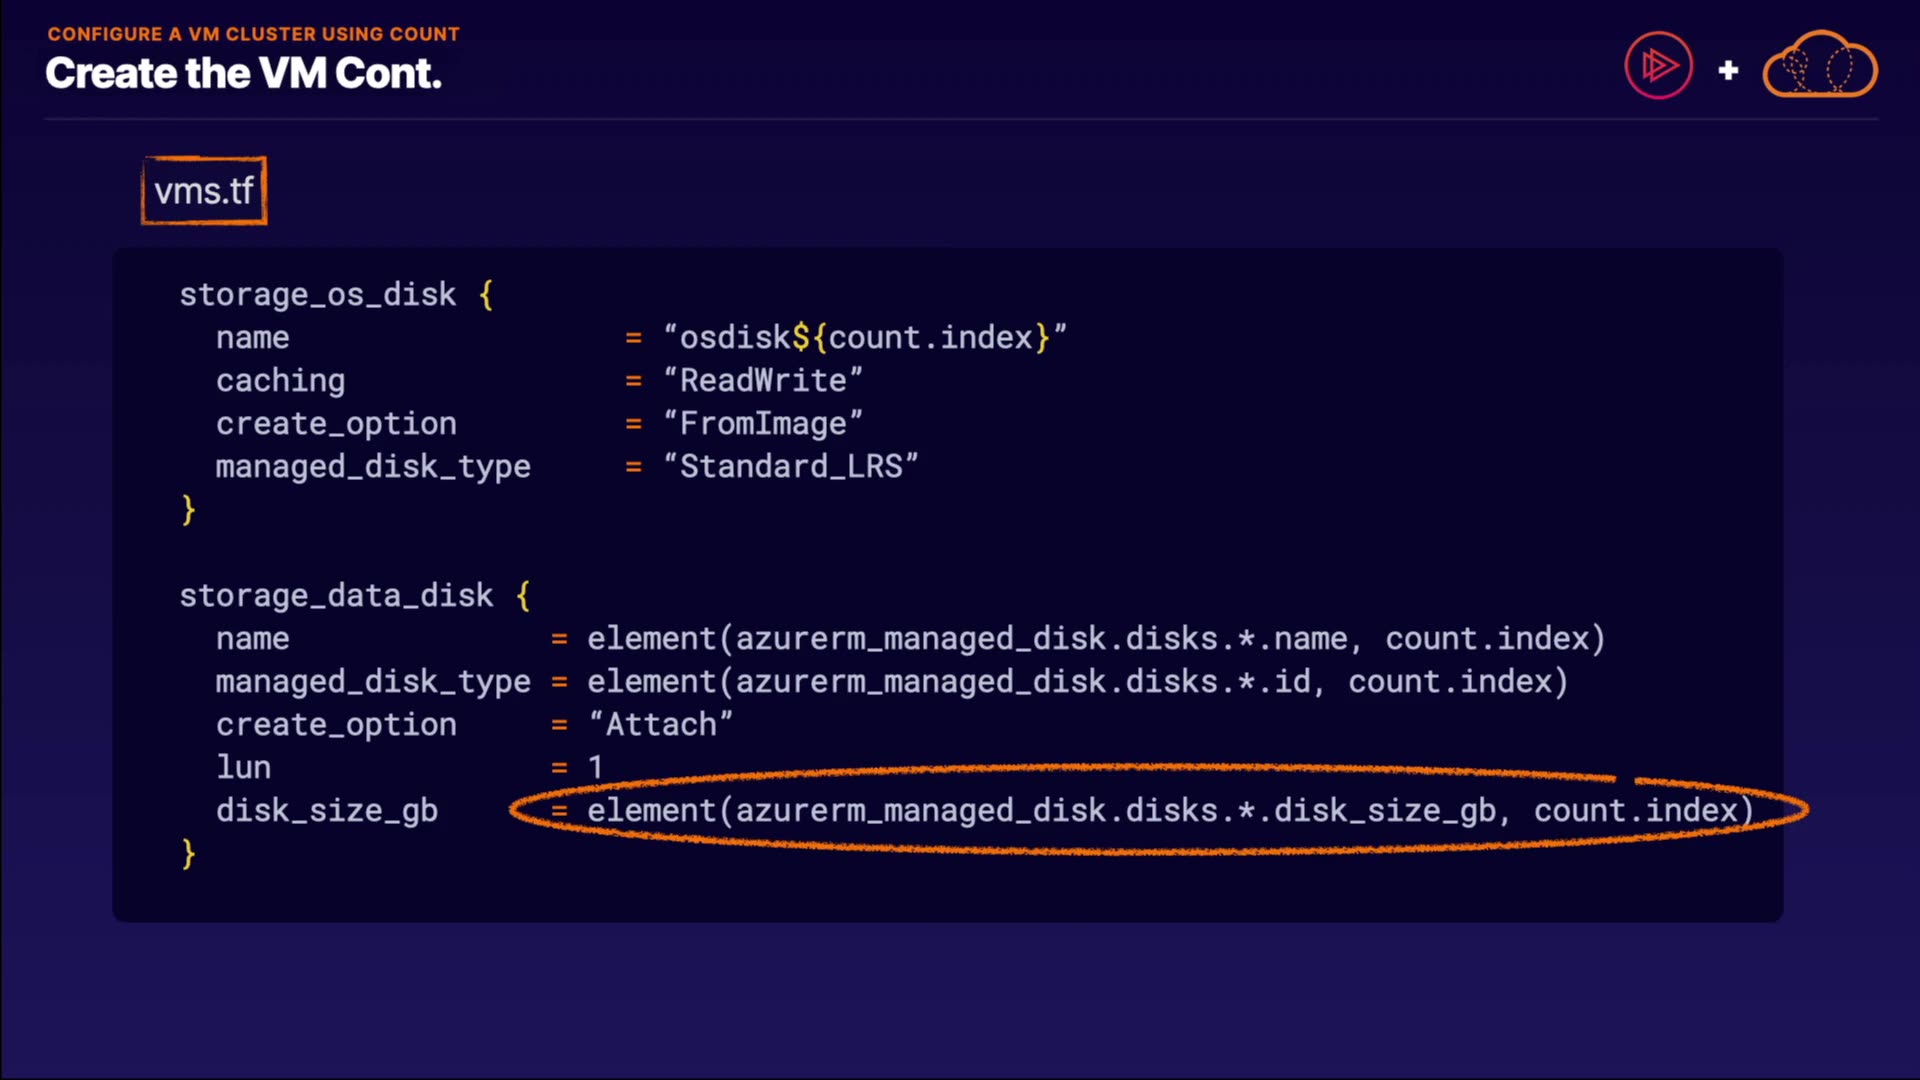 CONFIGURE A VM CLUSTER USING COUNT
Create the VM Cont.
+
vms.tf
storage_os_disk {
name = “osdisk${count.index}”
caching = “ReadWrite”
create_option = “FromImage”
managed_disk_type = “Standard_LRS”
}
storage_data_disk {
name = element(azurerm_managed_disk.disks.*.name, count.index)
managed_disk_type = element(azurerm_managed_disk.disks.*.id, count.index)
create_option = “Attach”
lun = 1
disk_size_gb = element(azurerm_managed_disk.disks.*.disk_size_gb, count.index)
}